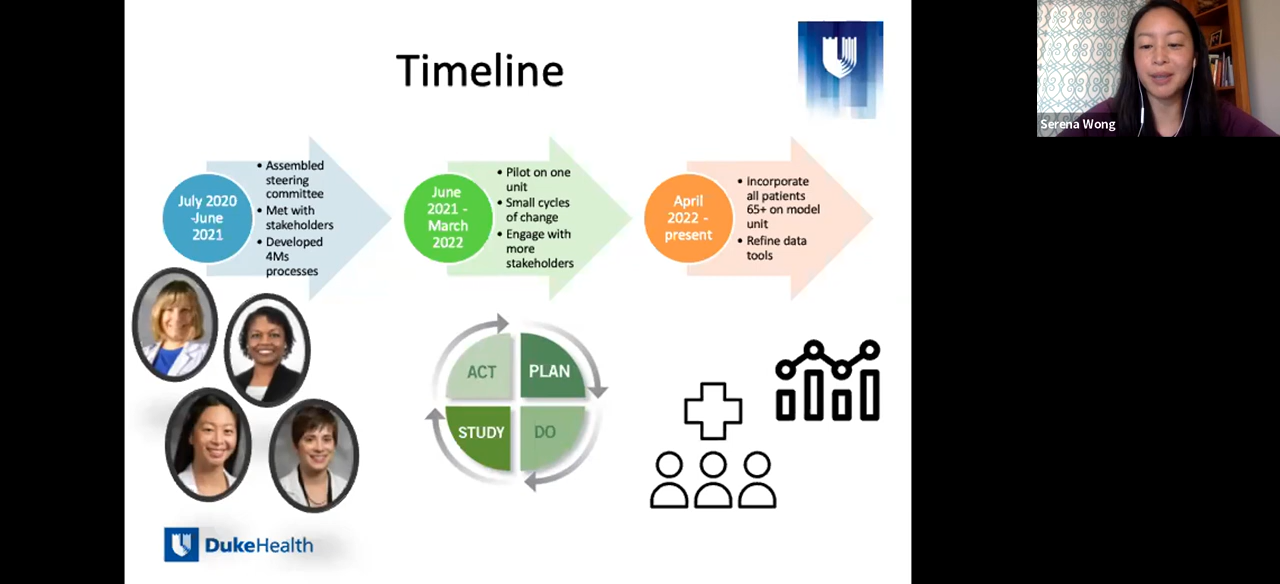 Timeline
Serena Wong
July 2020
-June
2021
• Assembled
steering
committee
• Met with
stakeholders
• Developed
4Ms
processes
June
2021 -
March
2022
• Pilot on one
unit
• Small cycles
of change
• Engage with
more
stakeholders
April
2022 -
present
• Incorporate
all patients
65+ on model
unit
• Refine data
tools
ACT
PLAN
STUDY
DO
DukeHealth